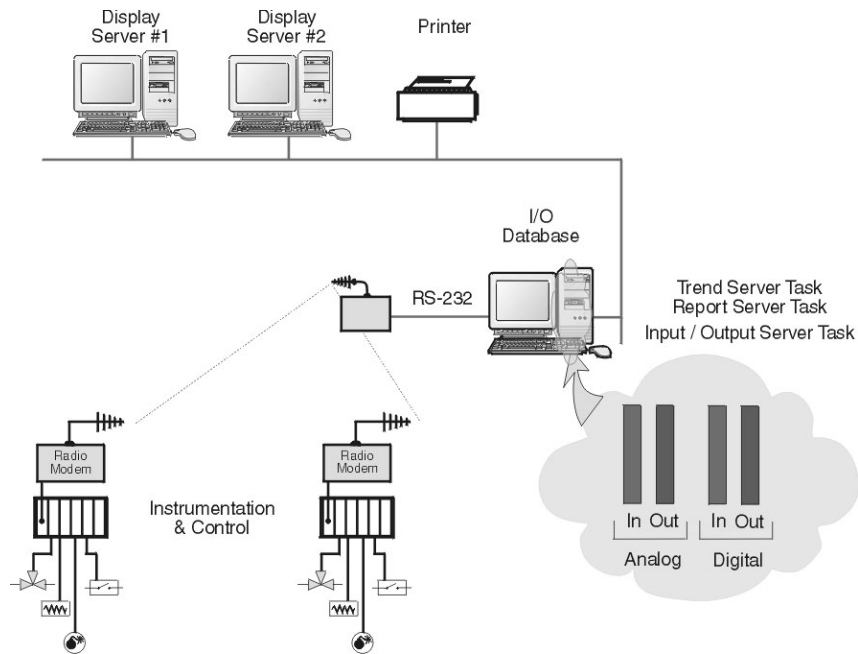 Display
Server #1
Display
Server #2
Printer
I/O
Database
RS-232
Trend Server Task
Report Server Task
Input / Output Server Task
Radio
Modem
Radio
Modem
Instrumentation
& Control
In Out
In Out
Analog
Digital